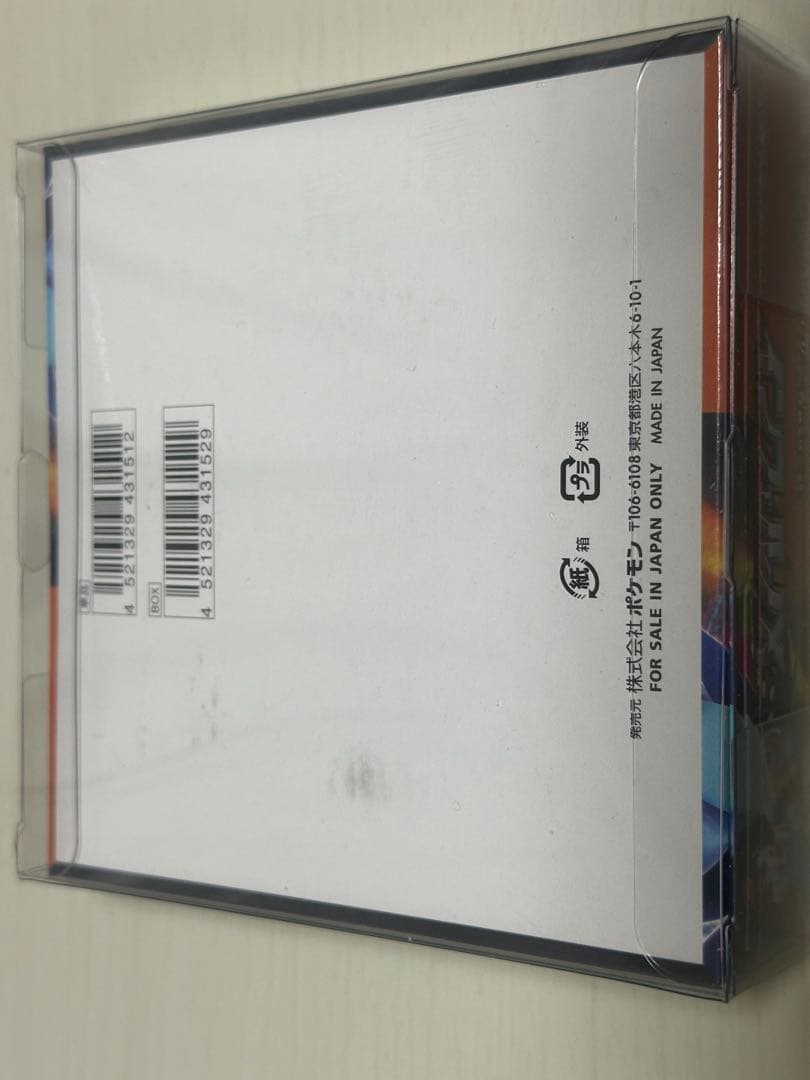 4 521329 431512
BOX
4 521329 431529
紙 箱
プラ 外装
発売元 株式会社 ポケモン 〒106-6108 東京都港区六本木6-10-1
FOR SALE IN JAPAN ONLY MADE IN JAPAN